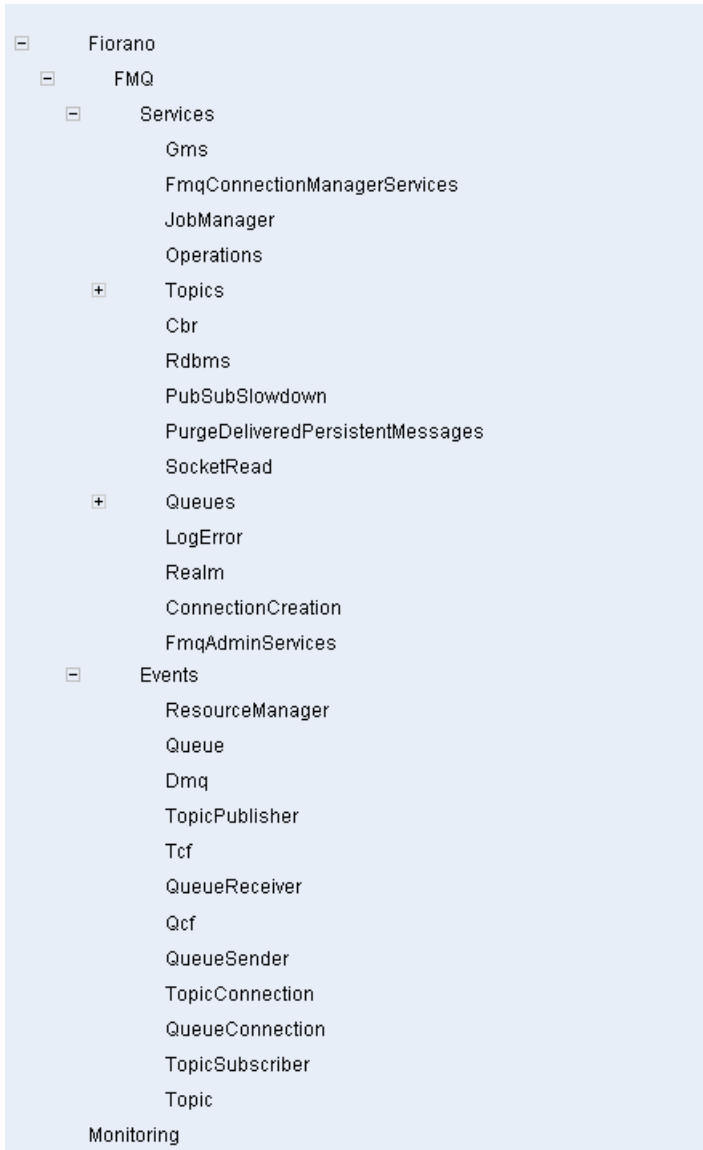 Fiorano
FMQ
Services
Gms
FmqConnectionManagerServices
JobManager
Operations
Topics
Cbr
Rdbms
PubSubSlowdown
PurgeDeliveredPersistentMessages
SocketRead
Queues
LogError
Realm
ConnectionCreation
FmqAdminServices
Events
ResourceManager
Queue
Dmq
TopicPublisher
Tcf
QueueReceiver
Qcf
QueueSender
TopicConnection
QueueConnection
TopicSubscriber
Topic
Monitoring